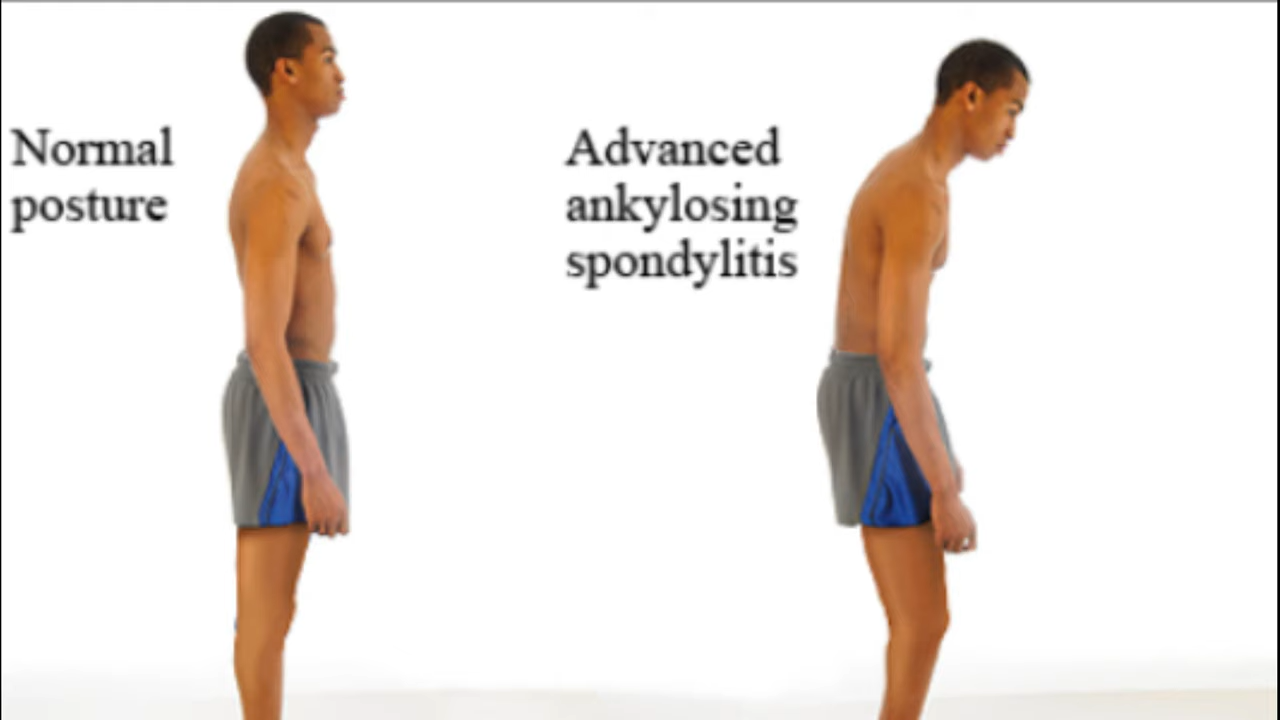 Normal
posture
Advanced
ankylosing
spondylitis